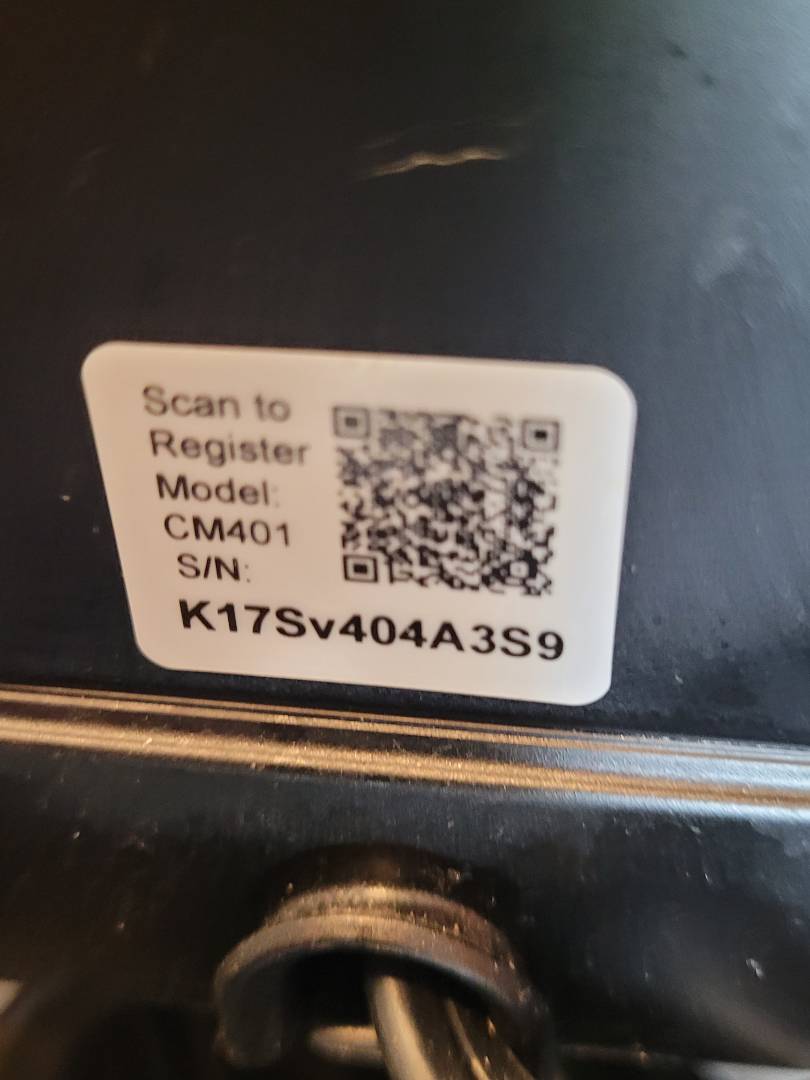 Scan to
Register
Model:
CM401
S/N:
K17Sv404A3S9